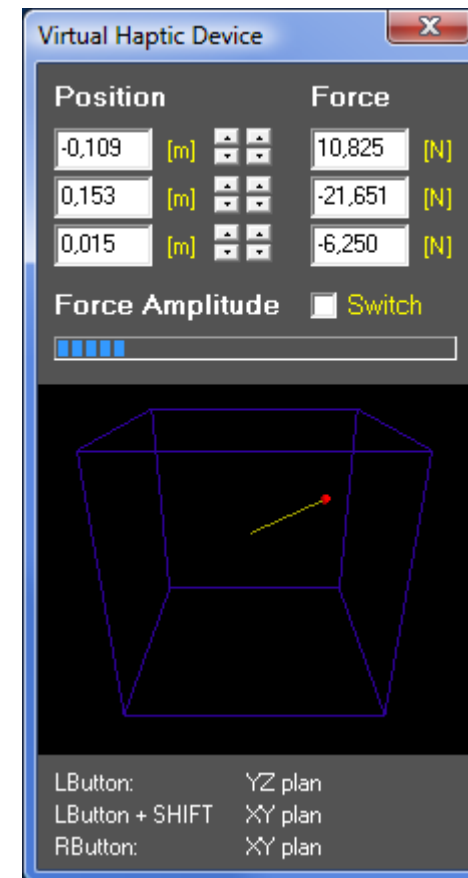 Virtual Haptic Device
Position Force
-0,109 [m] 10,825 [N]
0,153 [m] -21,651 [N]
0,015 [m] -6,250 [N]
Force Amplitude Switch
LButton: YZ plan
LButton + SHIFT XY plan
RButton: XY plan